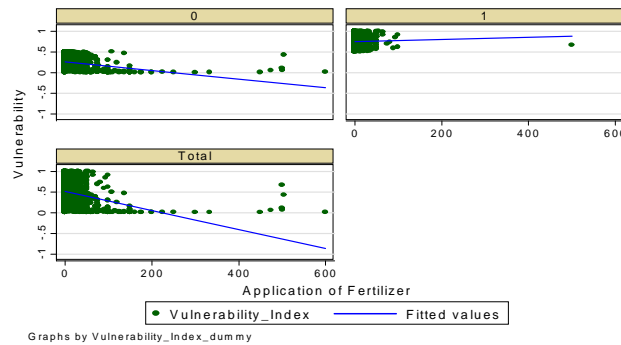 0
1
Vulnerability
1
.5
0
-.5
-1
0 200 400 600
Total
1
.5
0
-.5
-1
0 200 400 600
Application of Fertilizer
Vulnerability_Index Fitted values
Graphs by Vulnerability_Index_dummy